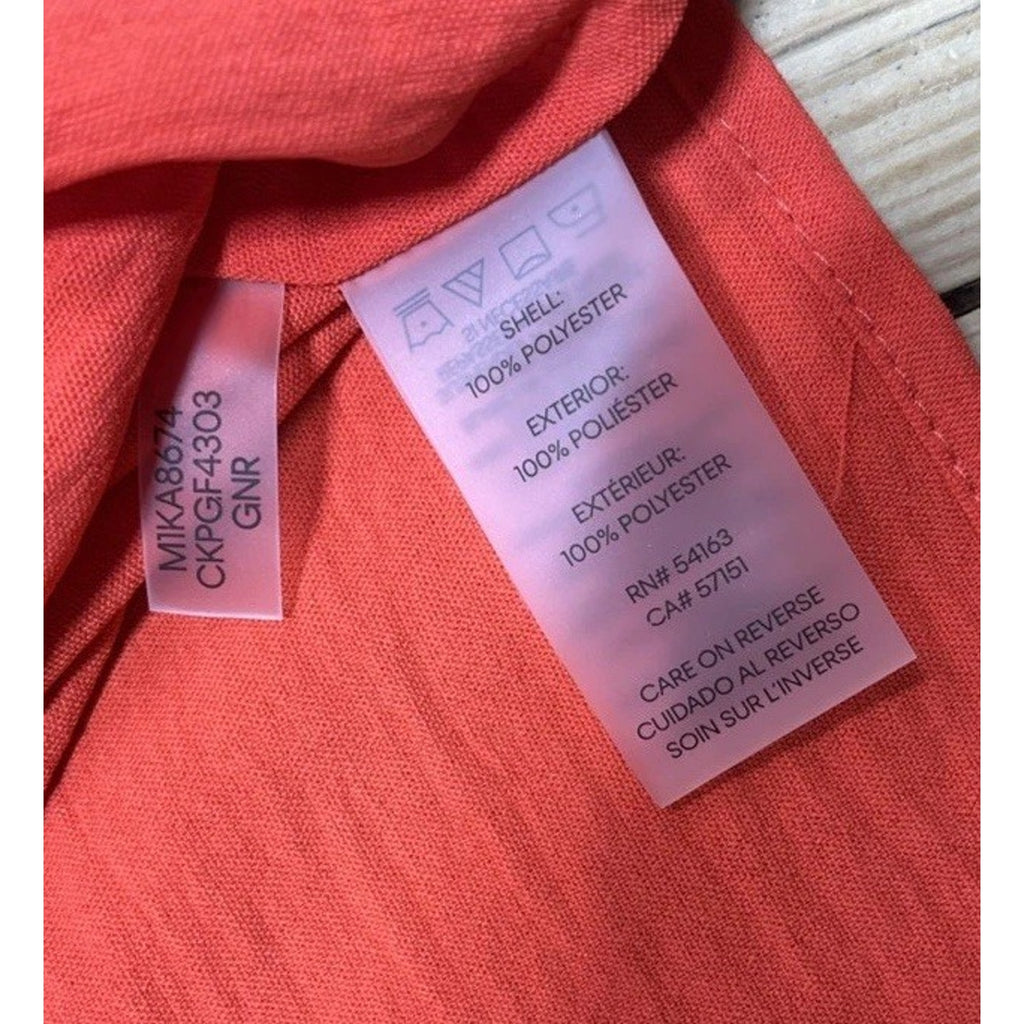 M1KA8674
CKPGF4303
GNR
SHELL:
100% POLYESTER
EXTERIOR:
100% POLIÉSTER
EXTÉRIEUR:
100% POLYESTER
RN# 54163
CA# 57151
CARE ON REVERSE
CUIDADO AL REVERSO
SOIN SUR L'INVERSE